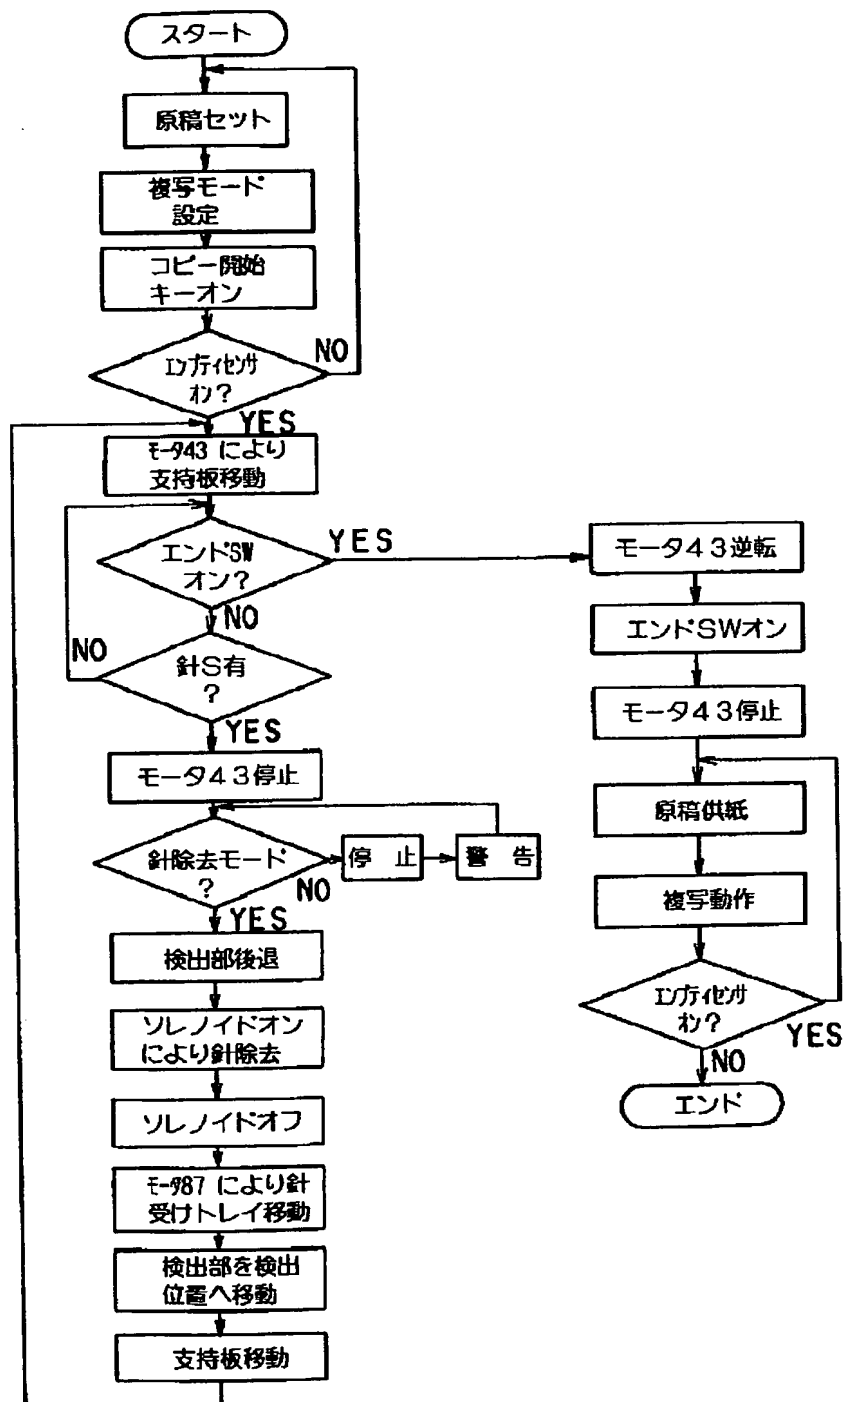 スタート
原稿セット
複写モード
設定
コピー開始
キーオン
エンプティセンサ
オン?
NO
YES
モータ43 により
支持板移動
エンドSW
オン?
YES
NO
針S有
?
NO
YES
モータ43停止
針除去モード
?
NO
停 止
警 告
YES
検出部後退
ソレノイドオン
により針除去
ソレノイドオフ
モータ87 により針
受けトレイ移動
検出部を検出
位置へ移動
支持板移動
モータ43逆転
エンドSWオン
モータ43停止
原稿供紙
複写動作
エンプティセンサ
オン?
YES
NO
エンド